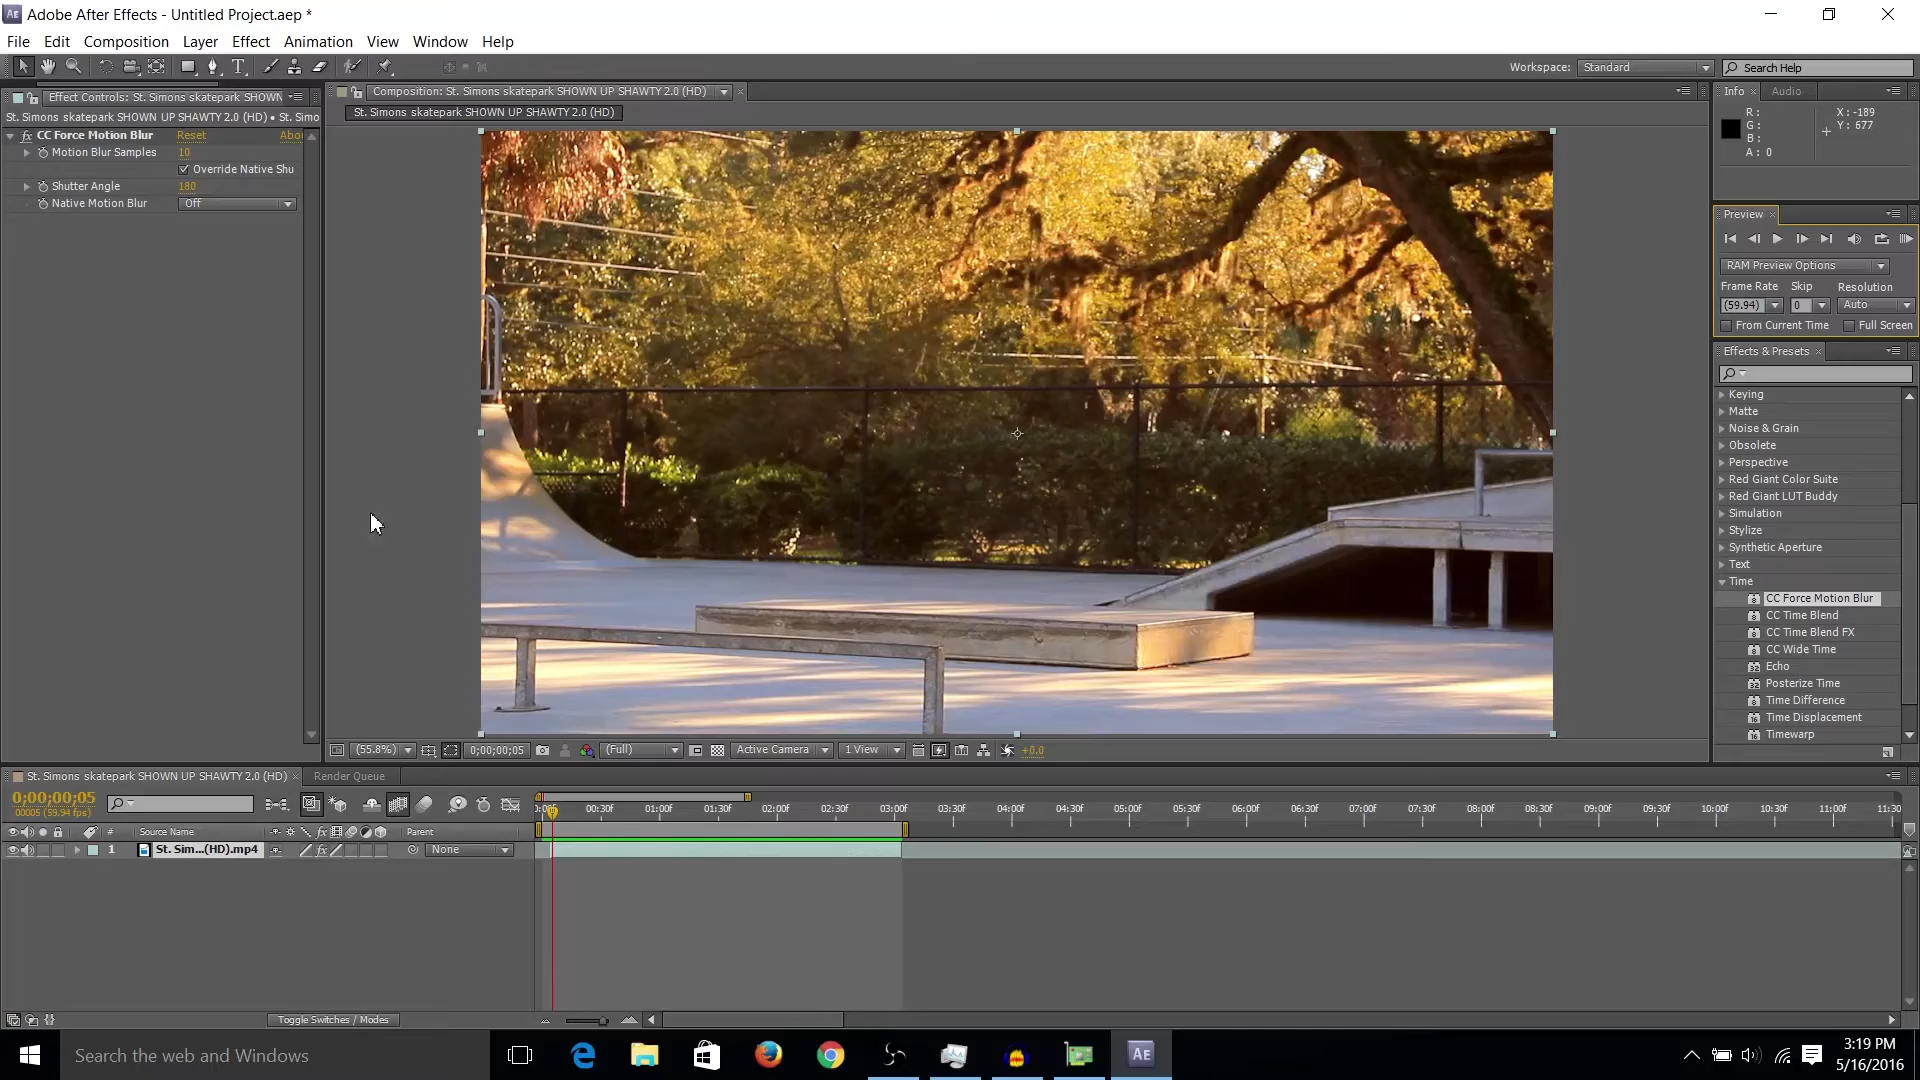 Adobe After Effects - Untitled Project.aep *
File Edit Composition Layer Effect Animation View Window Help
Workspace: Standard Search Help
Effect Controls: St. Simons skatepark SHOWN
St. Simons skatepark SHOWN UP SHAWTY 2.0 (HD) • St. Simo
fx CC Force Motion Blur Reset Abou
Motion Blur Samples 10
Override Native Shu
Shutter Angle 180
Native Motion Blur Off
Composition: St. Simons skatepark SHOWN UP SHAWTY 2.0 (HD)
St. Simons skatepark SHOWN UP SHAWTY 2.0 (HD)
Info Audio
R : X : -189
G : Y : 677
B :
A : 0
Preview
RAM Preview Options
Frame Rate Skip Resolution
(59.94) 0 Auto
From Current Time Full Screen
Effects & Presets
Keying
Matte
Noise & Grain
Obsolete
Perspective
Red Giant Color Suite
Red Giant LUT Buddy
Simulation
Stylize
Synthetic Aperture
Text
Time
CC Force Motion Blur
CC Time Blend
CC Time Blend FX
CC Wide Time
Echo
Posterize Time
Time Difference
Time Displacement
Timewarp
(55.8%) 0;00;00;05 (Full) Active Camera 1 View +0.0
St. Simons skatepark SHOWN UP SHAWTY 2.0 (HD) Render Queue
0;00;00;05
00005 (59.94 fps)
00:30f 01:00f 01:30f 02:00f 02:30f 03:00f 03:30f 04:00f 04:30f 05:00f 05:30f 06:00f 06:30f 07:00f 07:30f 08:00f 08:30f 09:00f 09:30f 10:00f 10:30f 11:00f 11:30
# Source Name fx Parent
1 St. Sim...(HD).mp4 fx None
Toggle Switches / Modes
Search the web and Windows
AE
3:19 PM
5/16/2016